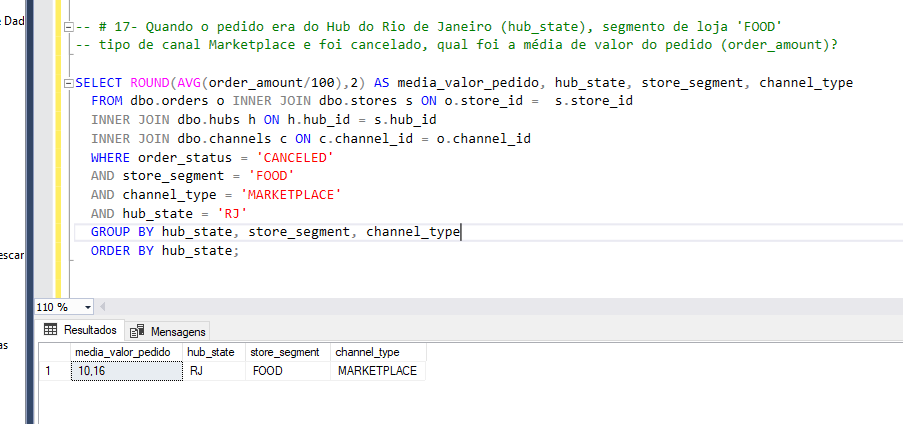 e Dad
-- # 17- Quando o pedido era do Hub do Rio de Janeiro (hub_state), segmento de loja 'FOOD'
-- tipo de canal Marketplace e foi cancelado, qual foi a média de valor do pedido (order_amount)?
SELECT ROUND(AVG(order_amount/100),2) AS media_valor_pedido, hub_state, store_segment, channel_type
FROM dbo.orders o INNER JOIN dbo.stores s ON o.store_id = s.store_id
INNER JOIN dbo.hubs h ON h.hub_id = s.hub_id
INNER JOIN dbo.channels c ON c.channel_id = o.channel_id
WHERE order_status = 'CANCELED'
AND store_segment = 'FOOD'
AND channel_type = 'MARKETPLACE'
AND hub_state = 'RJ'
GROUP BY hub_state, store_segment, channel_type
ORDER BY hub_state;
escar
110 %
as
Resultados Mensagens
media_valor_pedido hub_state store_segment channel_type
1 10,16 RJ FOOD MARKETPLACE